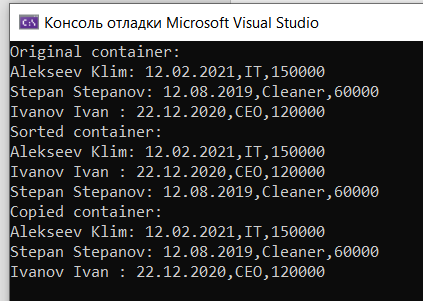 Консоль отладки Microsoft Visual Studio
Original container:
Alekseev Klim: 12.02.2021,IT,150000
Stepan Stepanov: 12.08.2019,Cleaner,60000
Ivanov Ivan : 22.12.2020,CEO,120000
Sorted container:
Alekseev Klim: 12.02.2021,IT,150000
Ivanov Ivan : 22.12.2020,CEO,120000
Stepan Stepanov: 12.08.2019,Cleaner,60000
Copied container:
Alekseev Klim: 12.02.2021,IT,150000
Stepan Stepanov: 12.08.2019,Cleaner,60000
Ivanov Ivan : 22.12.2020,CEO,120000